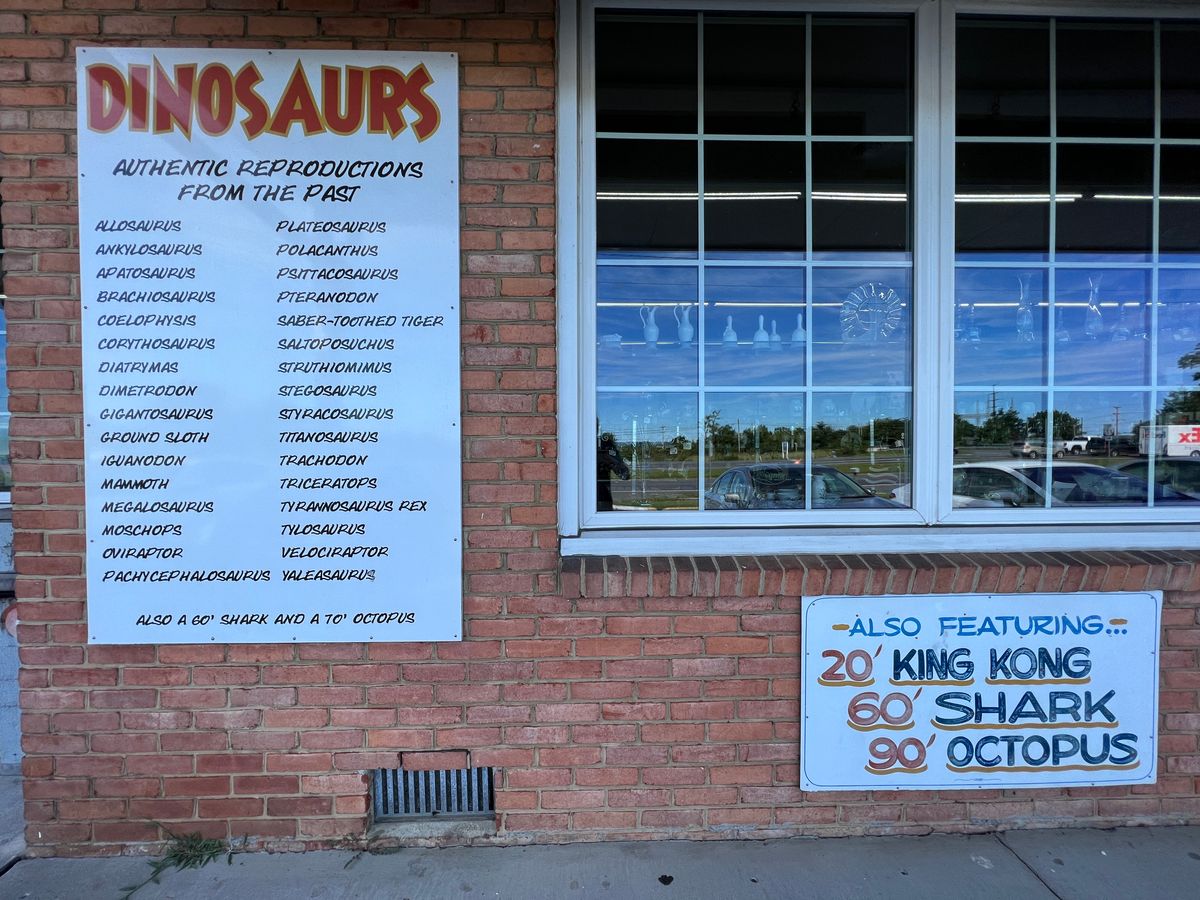 DINOSAURS
AUTHENTIC REPRODUCTIONS
FROM THE PAST
ALLOSAURUS
ANKYLOSAURUS
APATOSAURUS
BRACHIOSAURUS
COELOPHYSIS
CORYTHOSAURUS
DIATRYMAS
DIMETRODON
GIGANTOSAURUS
GROUND SLOTH
IGUANODON
MAMMOTH
MEGALOSAURUS
MOSCHOPS
OVIRAPTOR
PACHYCEPHALOSAURUS
PLATEOSAURUS
POLACANTHUS
PSITTACOSAURUS
PTERANODON
SABER-TOOTHED TIGER
SALTOPOSUCHUS
STRUTHIOMIMUS
STEGOSAURUS
STYRACOSAURUS
TITANOSAURUS
TRACHODON
TRICERATOPS
TYRANNOSAURUS REX
TYLOSAURUS
VELOCIRAPTOR
YALEASAURUS
ALSO A 60' SHARK AND A 70' OCTOPUS
-ALSO FEATURING...-
20' KING KONG
60' SHARK
90' OCTOPUS